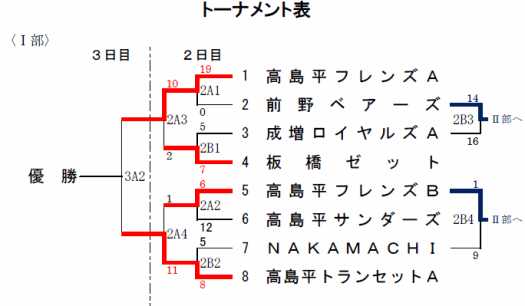 トーナメント表
〈Ⅰ部〉
3日目 2日目
19 1 高島平フレンズA
10 2A1 14
0 2 前野ベアーズ 2B3 Ⅱ部へ
2A3 5 3 成増ロイヤルズA 16
2 2B1
7 4 板橋ゼット
優勝 3A2
6 5 高島平フレンズB 1
1 2A2
12 6 高島平サンダーズ 2B4 Ⅱ部へ
2A4 5 7 NAKAMACHI 9
11 2B2
8 8 高島平トランセットA